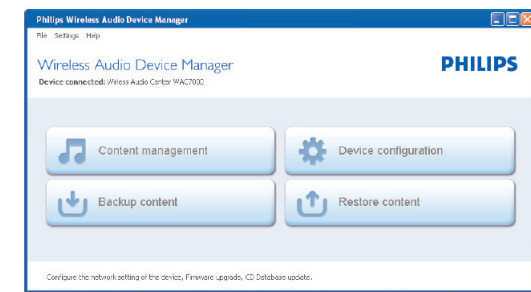 Philips Wireless Audio Device Manager
File Settings Help
Wireless Audio Device Manager
PHILIPS
Device connected: Wireless Audio Center WAC7000
Content management
Device configuration
Backup content
Restore content
Configure the network setting of the device, Firmware upgrade, CD Database update.